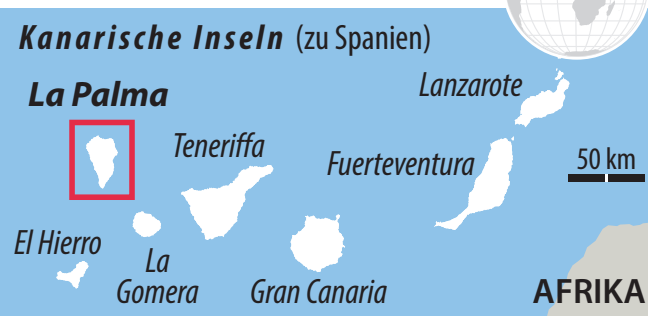 Kanarische Inseln (zu Spanien)
La Palma
Lanzarote
Teneriffa
Fuerteventura
50 km
El Hierro
La
Gomera
Gran Canaria
AFRIKA